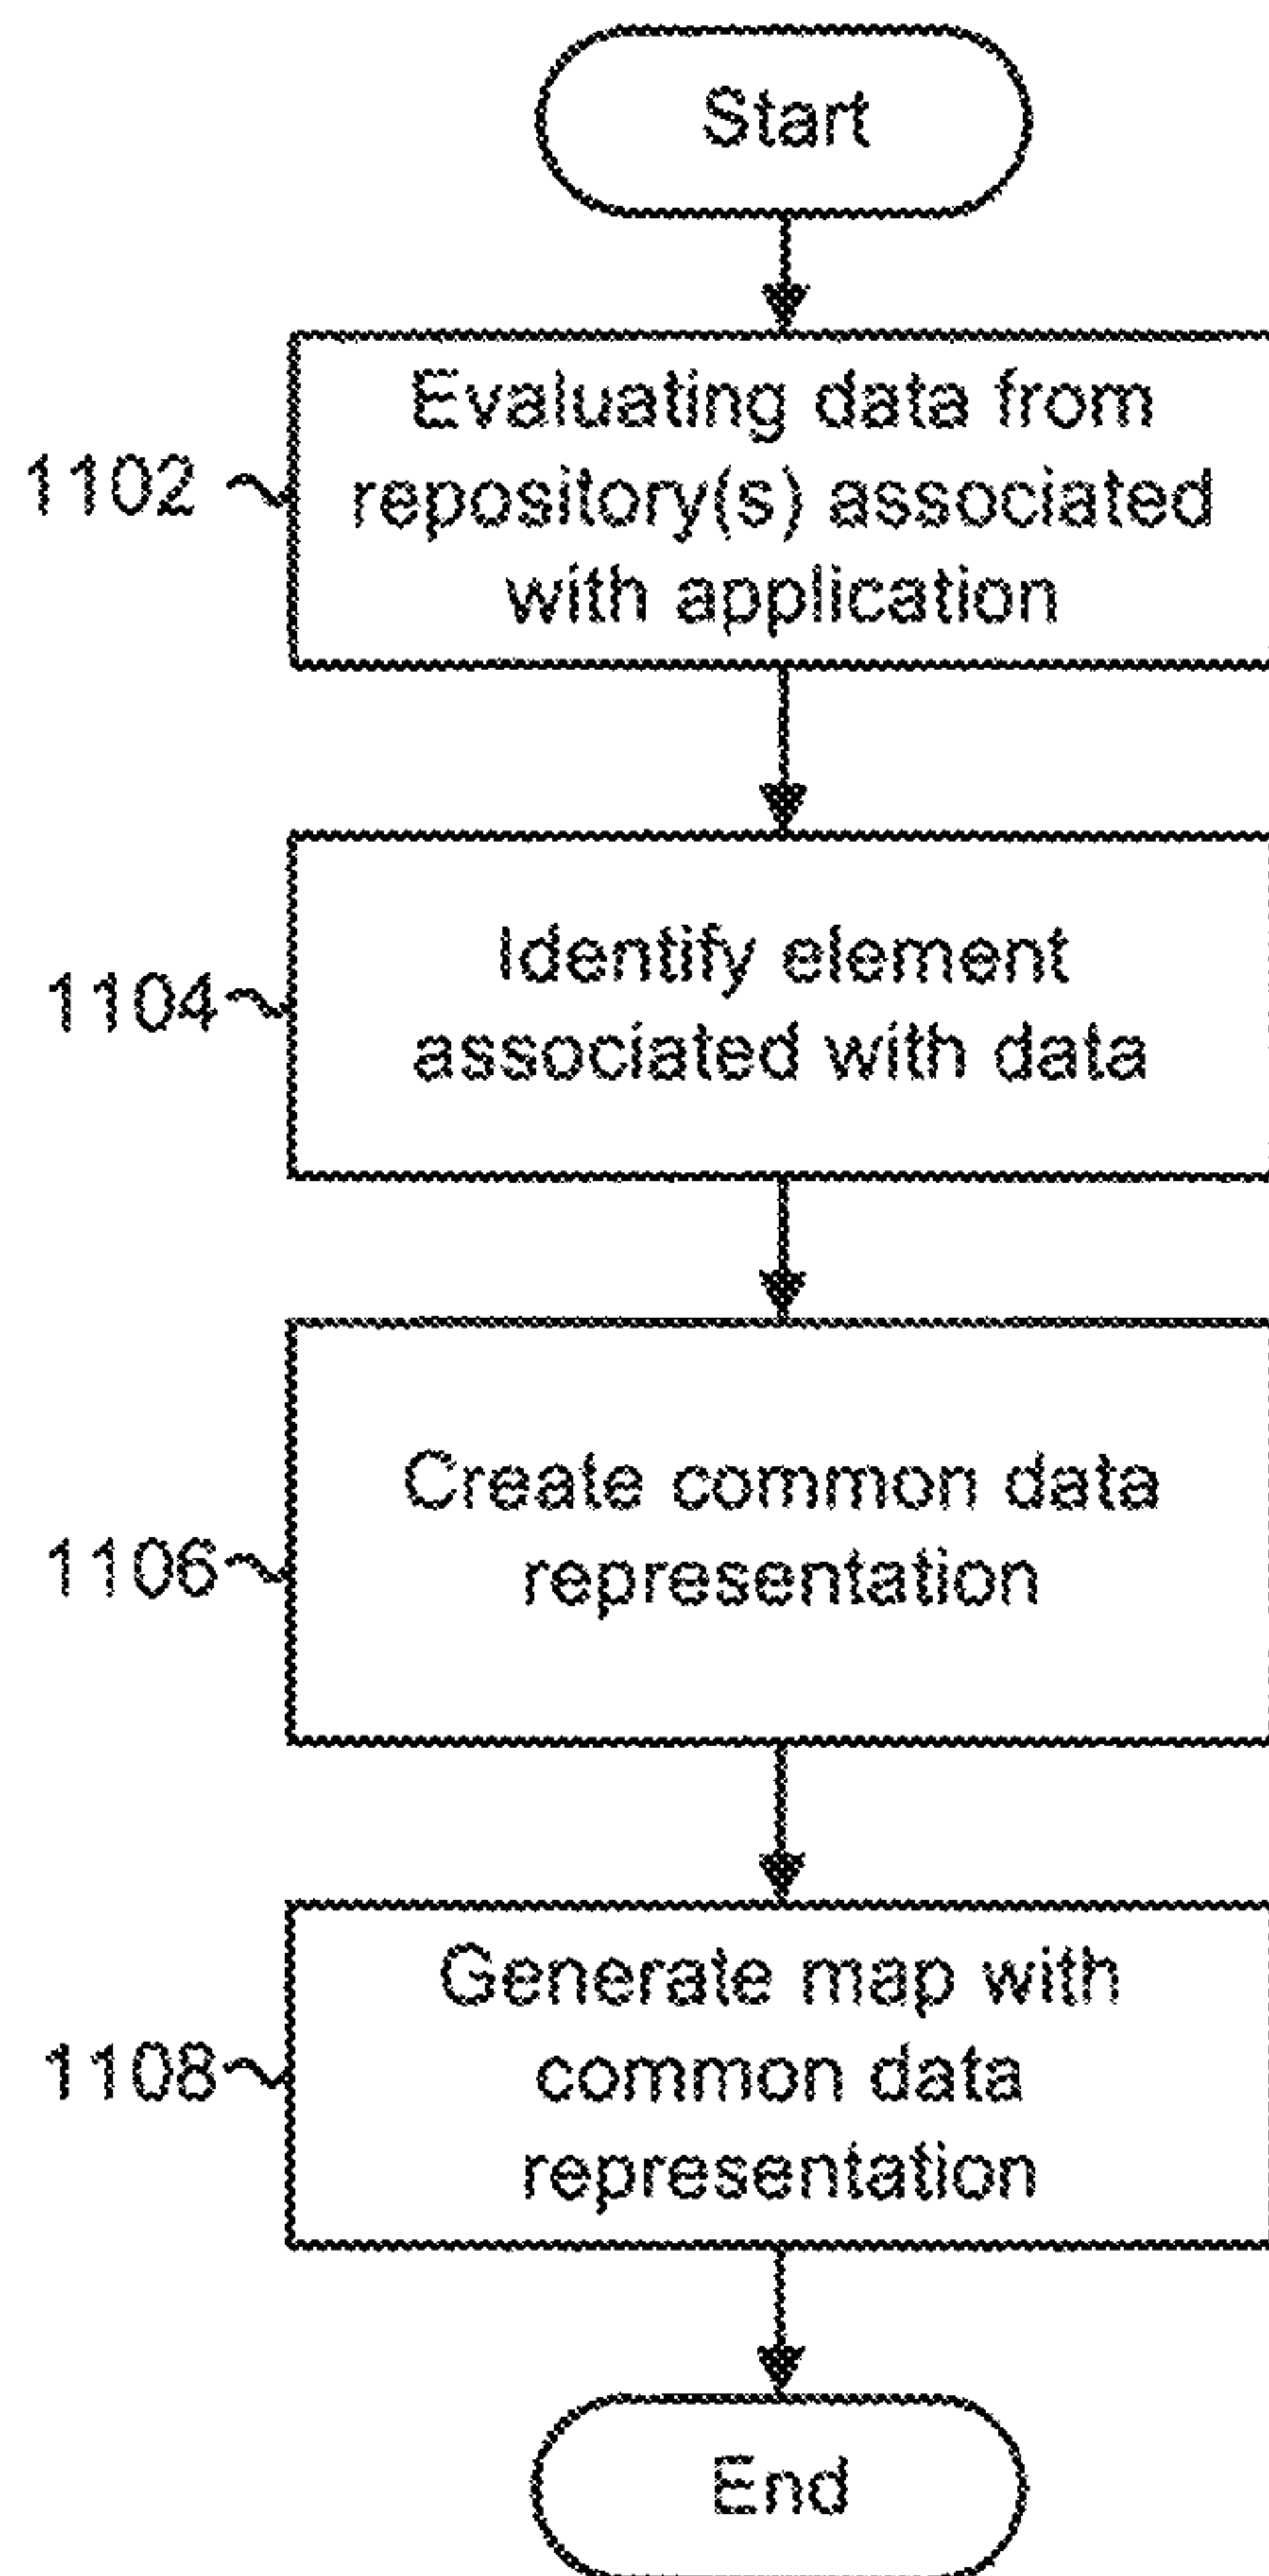 Start
Evaluating data from
1102
repository(s) associated
with application
Identify element
1104
associated with data
Create common data
1106
representation
Generate map with
1108
common data
representation
End